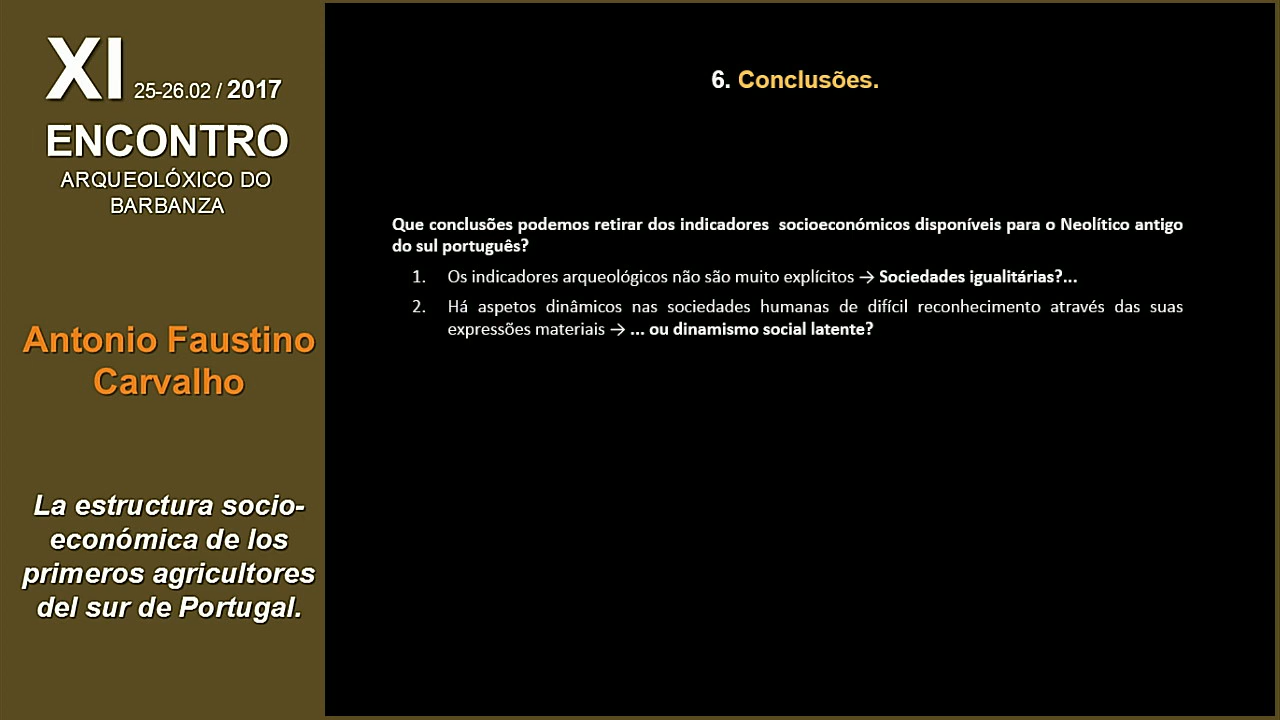 XI 25-26.02 / 2017
ENCONTRO
ARQUEOLÓXICO DO
BARBANZA
Antonio Faustino
Carvalho
La estructura socio-
económica de los
primeros agricultores
del sur de Portugal.
6. Conclusões.
Que conclusões podemos retirar dos indicadores socioeconómicos disponíveis para o Neolítico antigo
do sul português?
1. Os indicadores arqueológicos não são muito explícitos → Sociedades igualitárias?...
2. Há aspetos dinâmicos nas sociedades humanas de difícil reconhecimento através das suas
expressões materiais → ... ou dinamismo social latente?